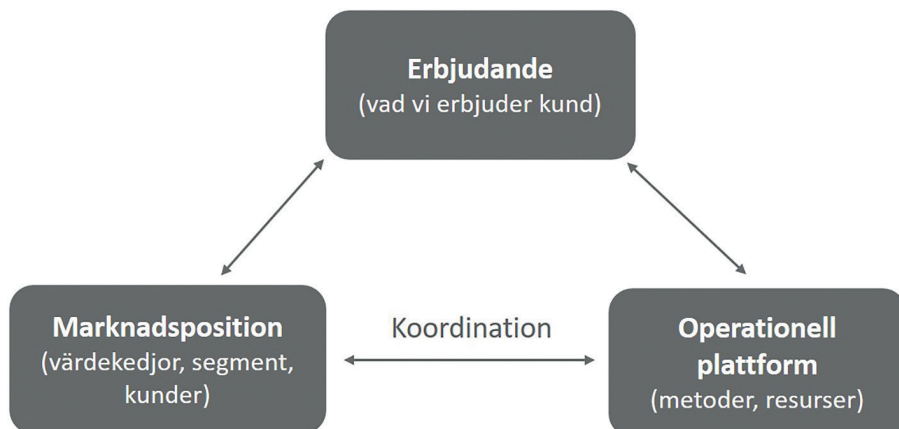 Erbjudande
(vad vi erbjuder kund)
Marknadsposition
(värdekedjor, segment,
kunder)
Koordination
Operationell
plattform
(metoder, resurser)